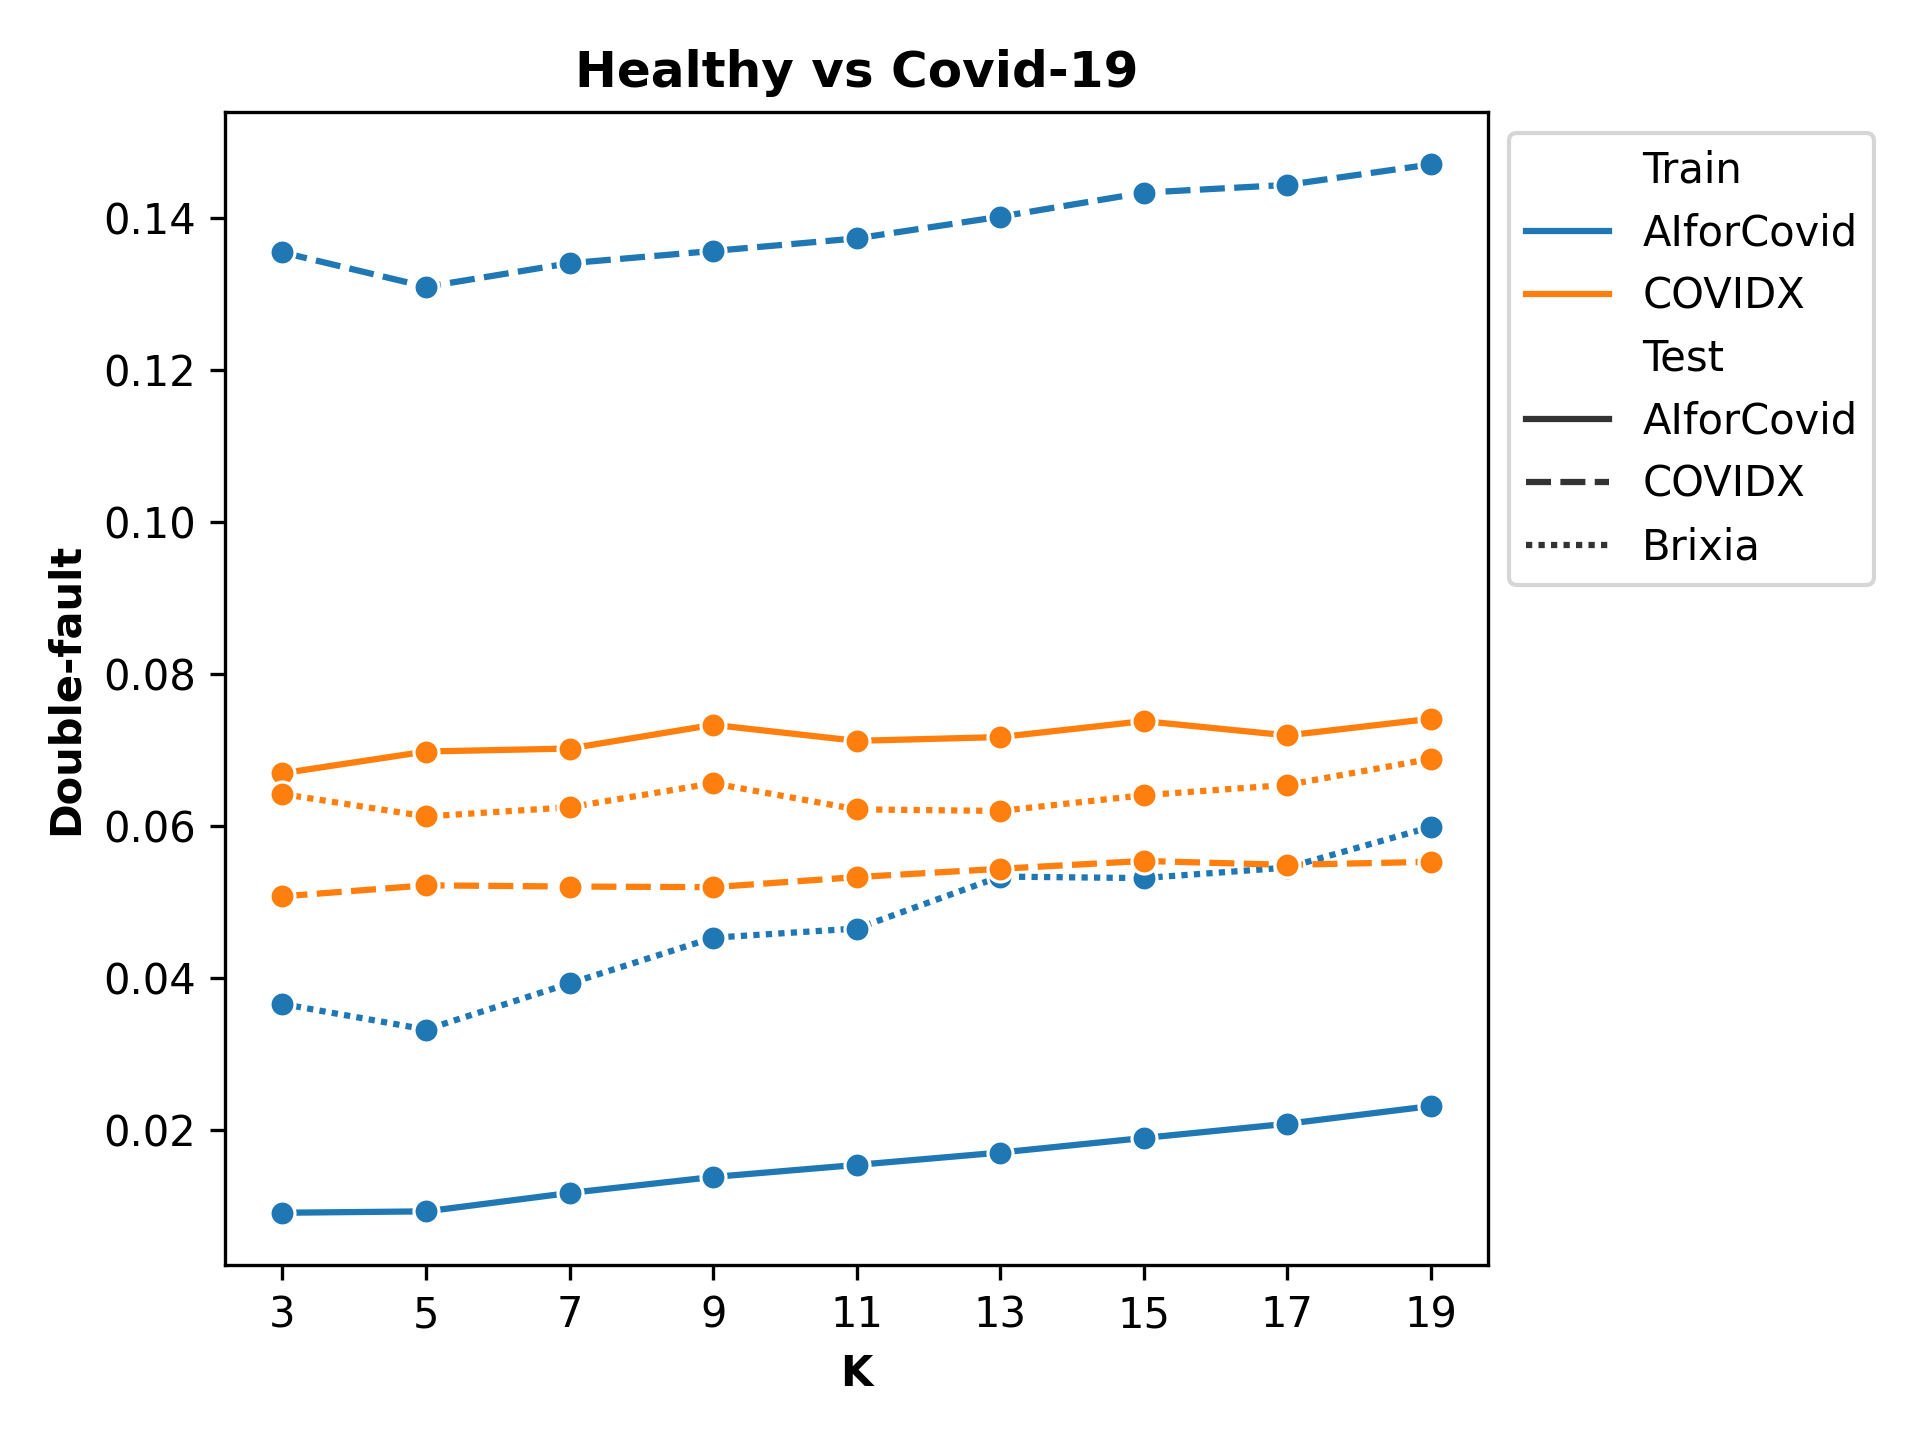 Healthy vs Covid-19
Double-fault
0.14
0.12
0.10
0.08
0.06
0.04
0.02
3 5 7 9 11 13 15 17 19
K
Train
AIforCovid
COVIDX
Test
AIforCovid
COVIDX
Brixia